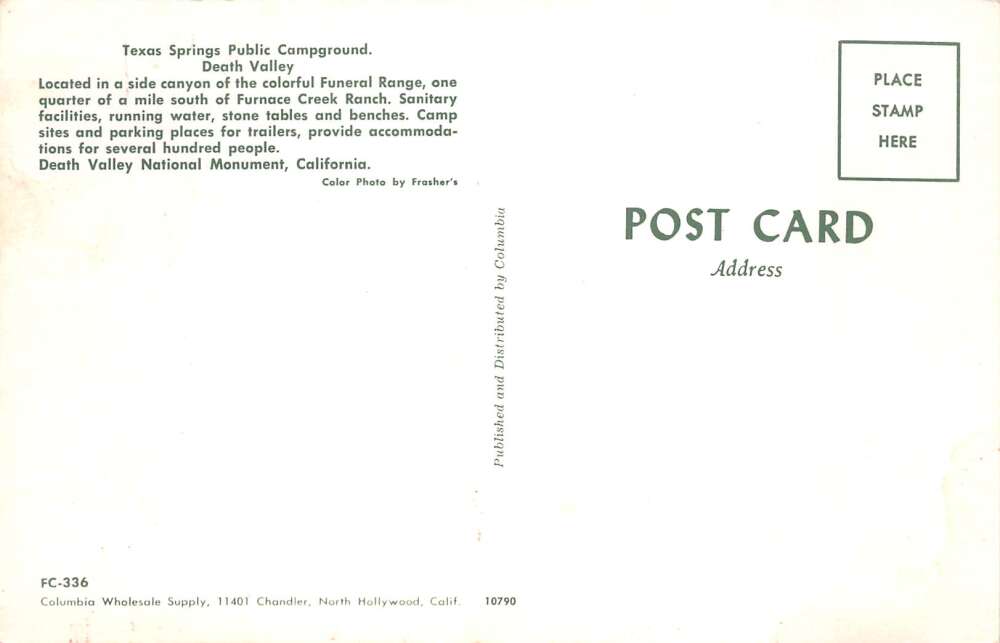 Texas Springs Public Campground.
Death Valley
Located in a side canyon of the colorful Funeral Range, one
quarter of a mile south of Furnace Creek Ranch. Sanitary
facilities, running water, stone tables and benches. Camp
sites and parking places for trailers, provide accommoda-
tions for several hundred people.
Death Valley National Monument, California.
Color Photo by Frasher's
Published and Distributed by Columbia
PLACE
STAMP
HERE
POST CARD
Address
FC-336
Columbia Wholesale Supply, 11401 Chandler, North Hollywood, Calif. 10790